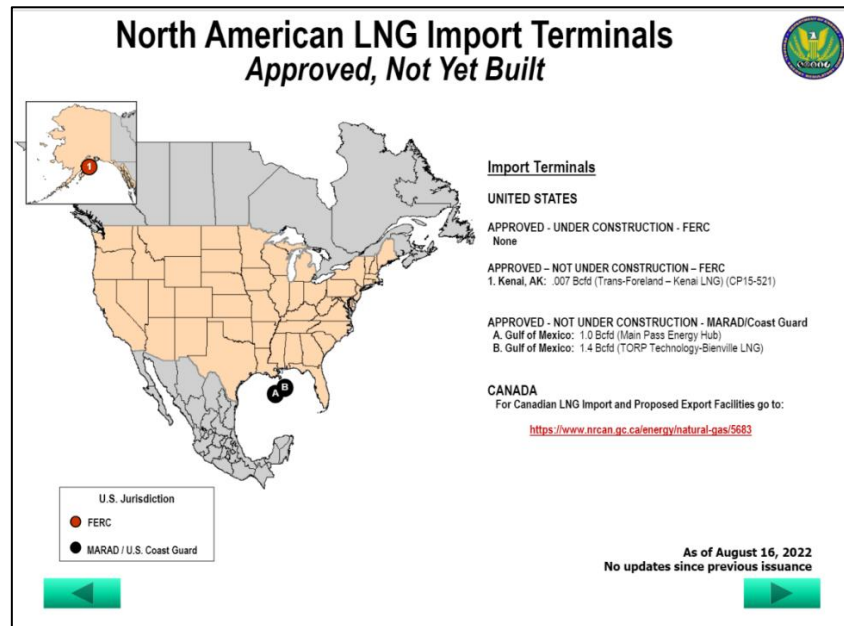 North American LNG Import Terminals
Approved, Not Yet Built
1
Import Terminals
UNITED STATES
APPROVED - UNDER CONSTRUCTION - FERC
None
APPROVED – NOT UNDER CONSTRUCTION – FERC
1. Kenai, AK: .007 Bcfd (Trans-Foreland – Kenai LNG) (CP15-521)
APPROVED - NOT UNDER CONSTRUCTION - MARAD/Coast Guard
A. Gulf of Mexico: 1.0 Bcfd (Main Pass Energy Hub)
B. Gulf of Mexico: 1.4 Bcfd (TORP Technology-Bienville LNG)
A B
CANADA
For Canadian LNG Import and Proposed Export Facilities go to:
https://www.nrcan.gc.ca/energy/natural-gas/5683
U.S. Jurisdiction
FERC
MARAD / U.S. Coast Guard
As of August 16, 2022
No updates since previous issuance